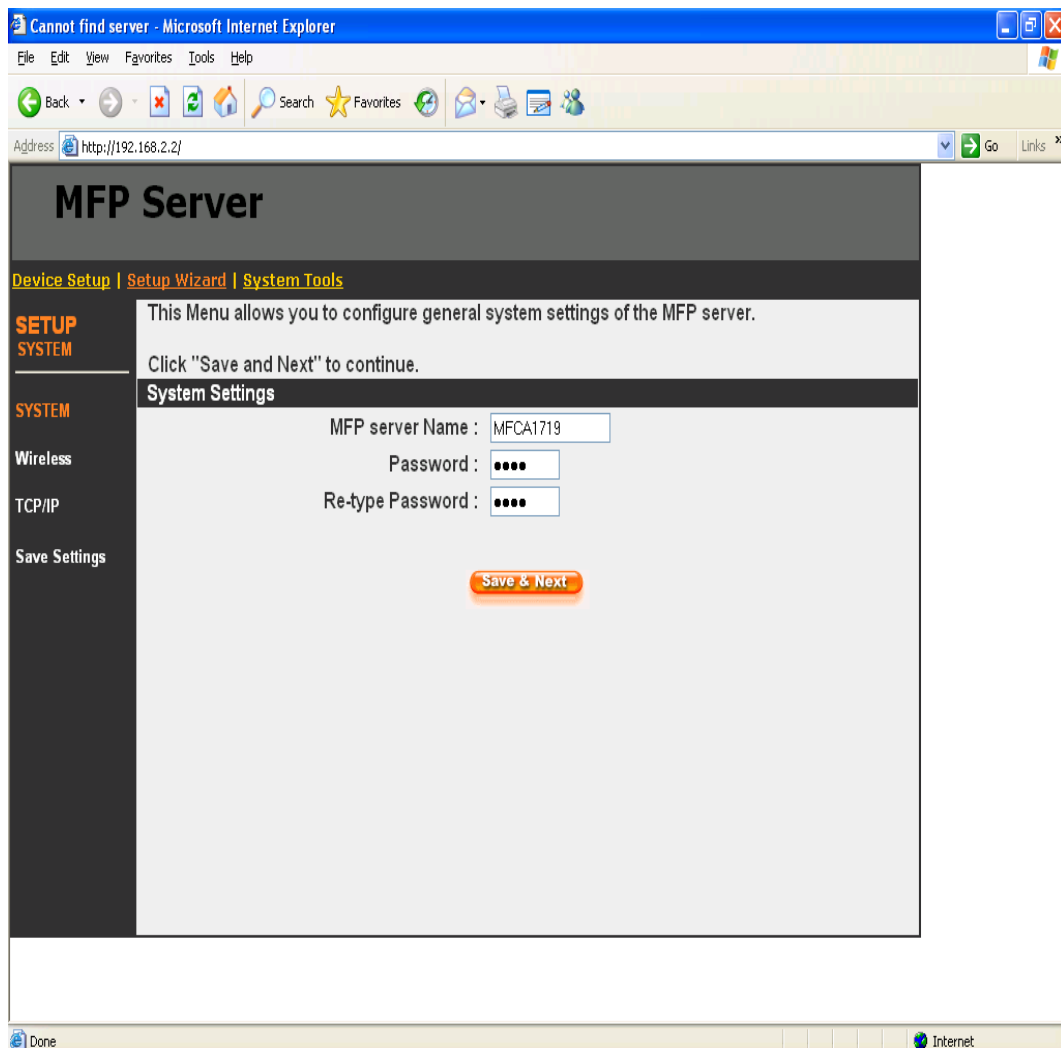 Cannot find server - Microsoft Internet Explorer
File Edit View Favorites Tools Help
Back Search Favorites
Address http://192.168.2.2/ Go Links »
MFP Server
Device Setup | Setup Wizard | System Tools
SETUP
SYSTEM
SYSTEM
Wireless
TCP/IP
Save Settings
This Menu allows you to configure general system settings of the MFP server.
Click "Save and Next" to continue.
System Settings
MFP server Name : MFCA1719
Password : ••••
Re-type Password : ••••
Save & Next
Done Internet